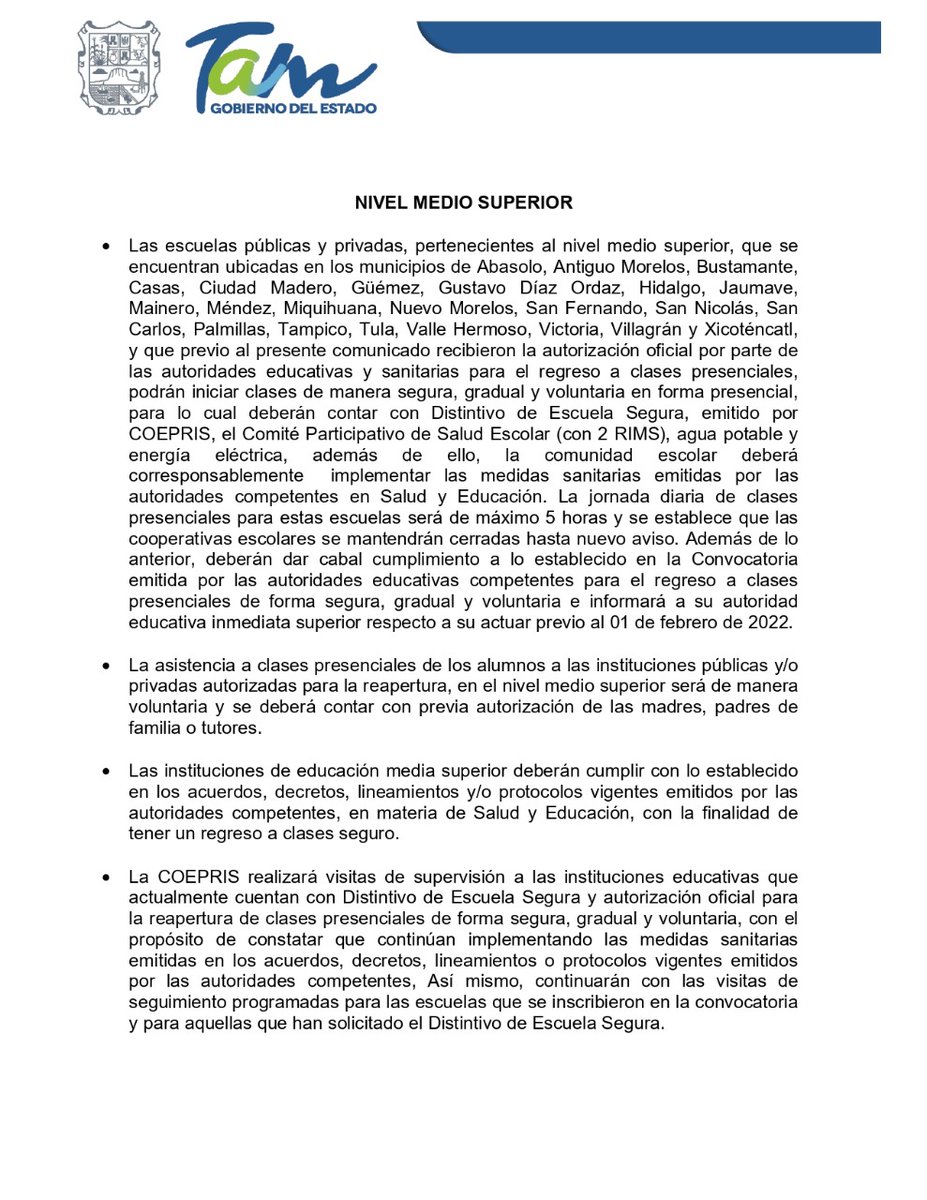 Tam
GOBIERNO DEL ESTADO
NIVEL MEDIO SUPERIOR
• Las escuelas públicas y privadas, pertenecientes al nivel medio superior, que se
encuentran ubicadas en los municipios de Abasolo, Antiguo Morelos, Bustamante,
Casas, Ciudad Madero, Güémez, Gustavo Díaz Ordaz, Hidalgo, Jaumave,
Mainero, Méndez, Miquihuana, Nuevo Morelos, San Fernando, San Nicolás, San
Carlos, Palmillas, Tampico, Tula, Valle Hermoso, Victoria, Villagrán y Xicoténcatl,
y que previo al presente comunicado recibieron la autorización oficial por parte de
las autoridades educativas y sanitarias para el regreso a clases presenciales,
podrán iniciar clases de manera segura, gradual y voluntaria en forma presencial,
para lo cual deberán contar con Distintivo de Escuela Segura, emitido por
COEPRIS, el Comité Participativo de Salud Escolar (con 2 RIMS), agua potable y
energía eléctrica, además de ello, la comunidad escolar deberá
corresponsablemente implementar las medidas sanitarias emitidas por las
autoridades competentes en Salud y Educación. La jornada diaria de clases
presenciales para estas escuelas será de máximo 5 horas y se establece que las
cooperativas escolares se mantendrán cerradas hasta nuevo aviso. Además de lo
anterior, deberán dar cabal cumplimiento a lo establecido en la Convocatoria
emitida por las autoridades educativas competentes para el regreso a clases
presenciales de forma segura, gradual y voluntaria e informará a su autoridad
educativa inmediata superior respecto a su actuar previo al 01 de febrero de 2022.
• La asistencia a clases presenciales de los alumnos a las instituciones públicas y/o
privadas autorizadas para la reapertura, en el nivel medio superior será de manera
voluntaria y se deberá contar con previa autorización de las madres, padres de
familia o tutores.
• Las instituciones de educación media superior deberán cumplir con lo establecido
en los acuerdos, decretos, lineamientos y/o protocolos vigentes emitidos por las
autoridades competentes, en materia de Salud y Educación, con la finalidad de
tener un regreso a clases seguro.
• La COEPRIS realizará visitas de supervisión a las instituciones educativas que
actualmente cuentan con Distintivo de Escuela Segura y autorización oficial para
la reapertura de clases presenciales de forma segura, gradual y voluntaria, con el
propósito de constatar que continúan implementando las medidas sanitarias
emitidas en los acuerdos, decretos, lineamientos o protocolos vigentes emitidos
por las autoridades competentes, Así mismo, continuarán con las visitas de
seguimiento programadas para las escuelas que se inscribieron en la convocatoria
y para aquellas que han solicitado el Distintivo de Escuela Segura.